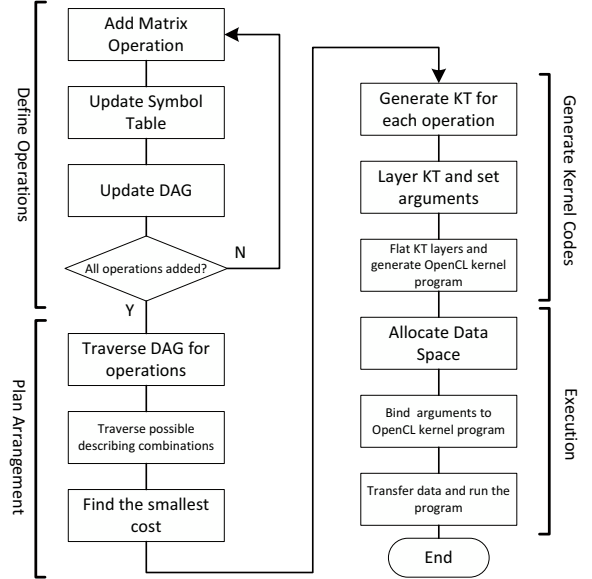 Define Operations
Add Matrix
Operation
Update Symbol
Table
Update DAG
All operations added?
N
Y
Plan Arrangement
Traverse DAG for
operations
Traverse possible
describing combinations
Find the smallest
cost
Generate Kernel Codes
Generate KT for
each operation
Layer KT and set
arguments
Flat KT layers and
generate OpenCL kernel
program
Execution
Allocate Data
Space
Bind arguments to
OpenCL kernel program
Transfer data and run the
program
End